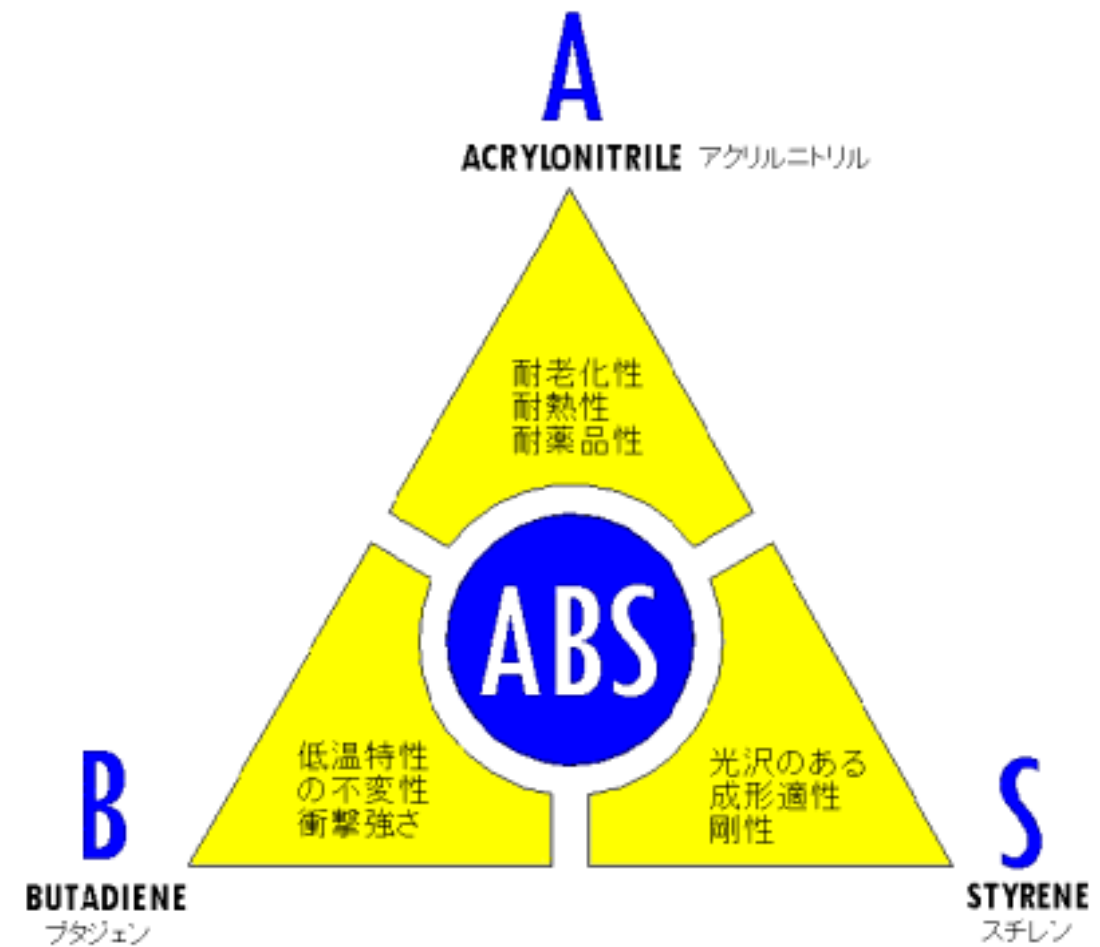 A
ACRYLONITRILE アクリルニトリル
耐老化性
耐熱性
耐薬品性
ABS
低温特性
の不変性
衝撃強さ
光沢のある
成形適性
剛性
B
BUTADIENE
ブタジェン
S
STYRENE
スチレン